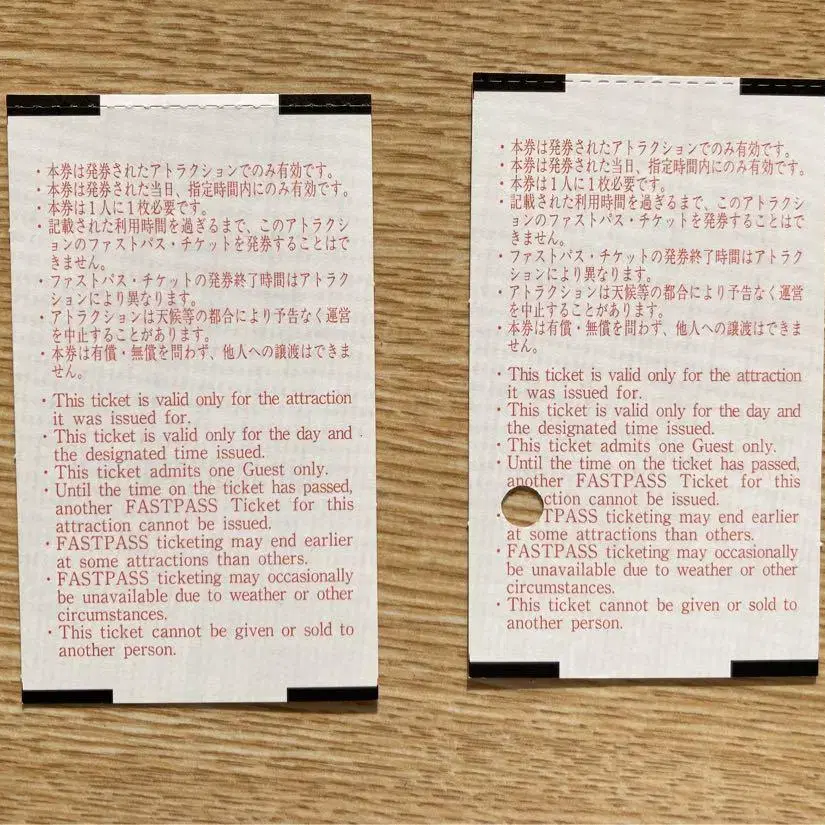 ・本券は発券されたアトラクションでのみ有効です。
・本券は発券された当日、指定時間内にのみ有効です。
・本券は1人に1枚必要です。
・記載された利用時間を過ぎるまで、このアトラクシ
ョンのファストパス・チケットを発券することはで
きません。
・ファストパス・チケットの発券終了時間はアトラク
ションにより異なります。
・アトラクションは天候等の都合により予告なく運営
を中止することがあります。
・本券は有償・無償を問わず、他人への譲渡はできま
せん。
・This ticket is valid only for the attraction
it was issued for.
・This ticket is valid only for the day and
the designated time issued.
・This ticket admits one Guest only.
・Until the time on the ticket has passed,
another FASTPASS Ticket for this
attraction cannot be issued.
・FASTPASS ticketing may end earlier
at some attractions than others.
・FASTPASS ticketing may occasionally
be unavailable due to weather or other
circumstances.
・This ticket cannot be given or sold to
another person.
・本券は発券されたアトラクションでのみ有効です。
・本券は発券された当日、指定時間内にのみ有効です。
・本券は1人に1枚必要です。
・記載された利用時間を過ぎるまで、このアトラクシ
ョンのファストパス・チケットを発券することはで
きません。
・ファストパス・チケットの発券終了時間はアトラク
ションにより異なります。
・アトラクションは天候等の都合により予告なく運営
を中止することがあります。
・本券は有償・無償を問わず、他人への譲渡はできま
せん。
・This ticket is valid only for the attraction
it was issued for.
・This ticket is valid only for the day and
the designated time issued.
・This ticket admits one Guest only.
・Until the time on the ticket has passed,
another FASTPASS Ticket for this
ction cannot be issued.
TPASS ticketing may end earlier
at some attractions than others.
・FASTPASS ticketing may occasionally
be unavailable due to weather or other
circumstances.
・This ticket cannot be given or sold to
another person.